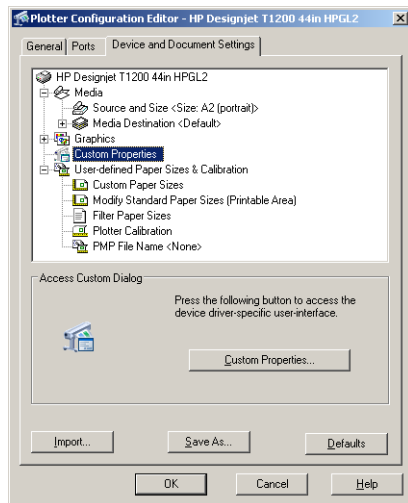 Plotter Configuration Editor - HP Designjet T1200 44in HPGL2
General Ports Device and Document Settings
HP Designjet T1200 44in HPGL2
Media
Source and Size <Size: A2 (portrait)>
Media Destination <Default>
Graphics
Custom Properties
User-defined Paper Sizes & Calibration
Custom Paper Sizes
Modify Standard Paper Sizes (Printable Area)
Filter Paper Sizes
Plotter Calibration
PMP File Name <None>
Access Custom Dialog
Press the following button to access the
device driver-specific user-interface.
Custom Properties...
Import... Save As... Defaults
OK Cancel Help